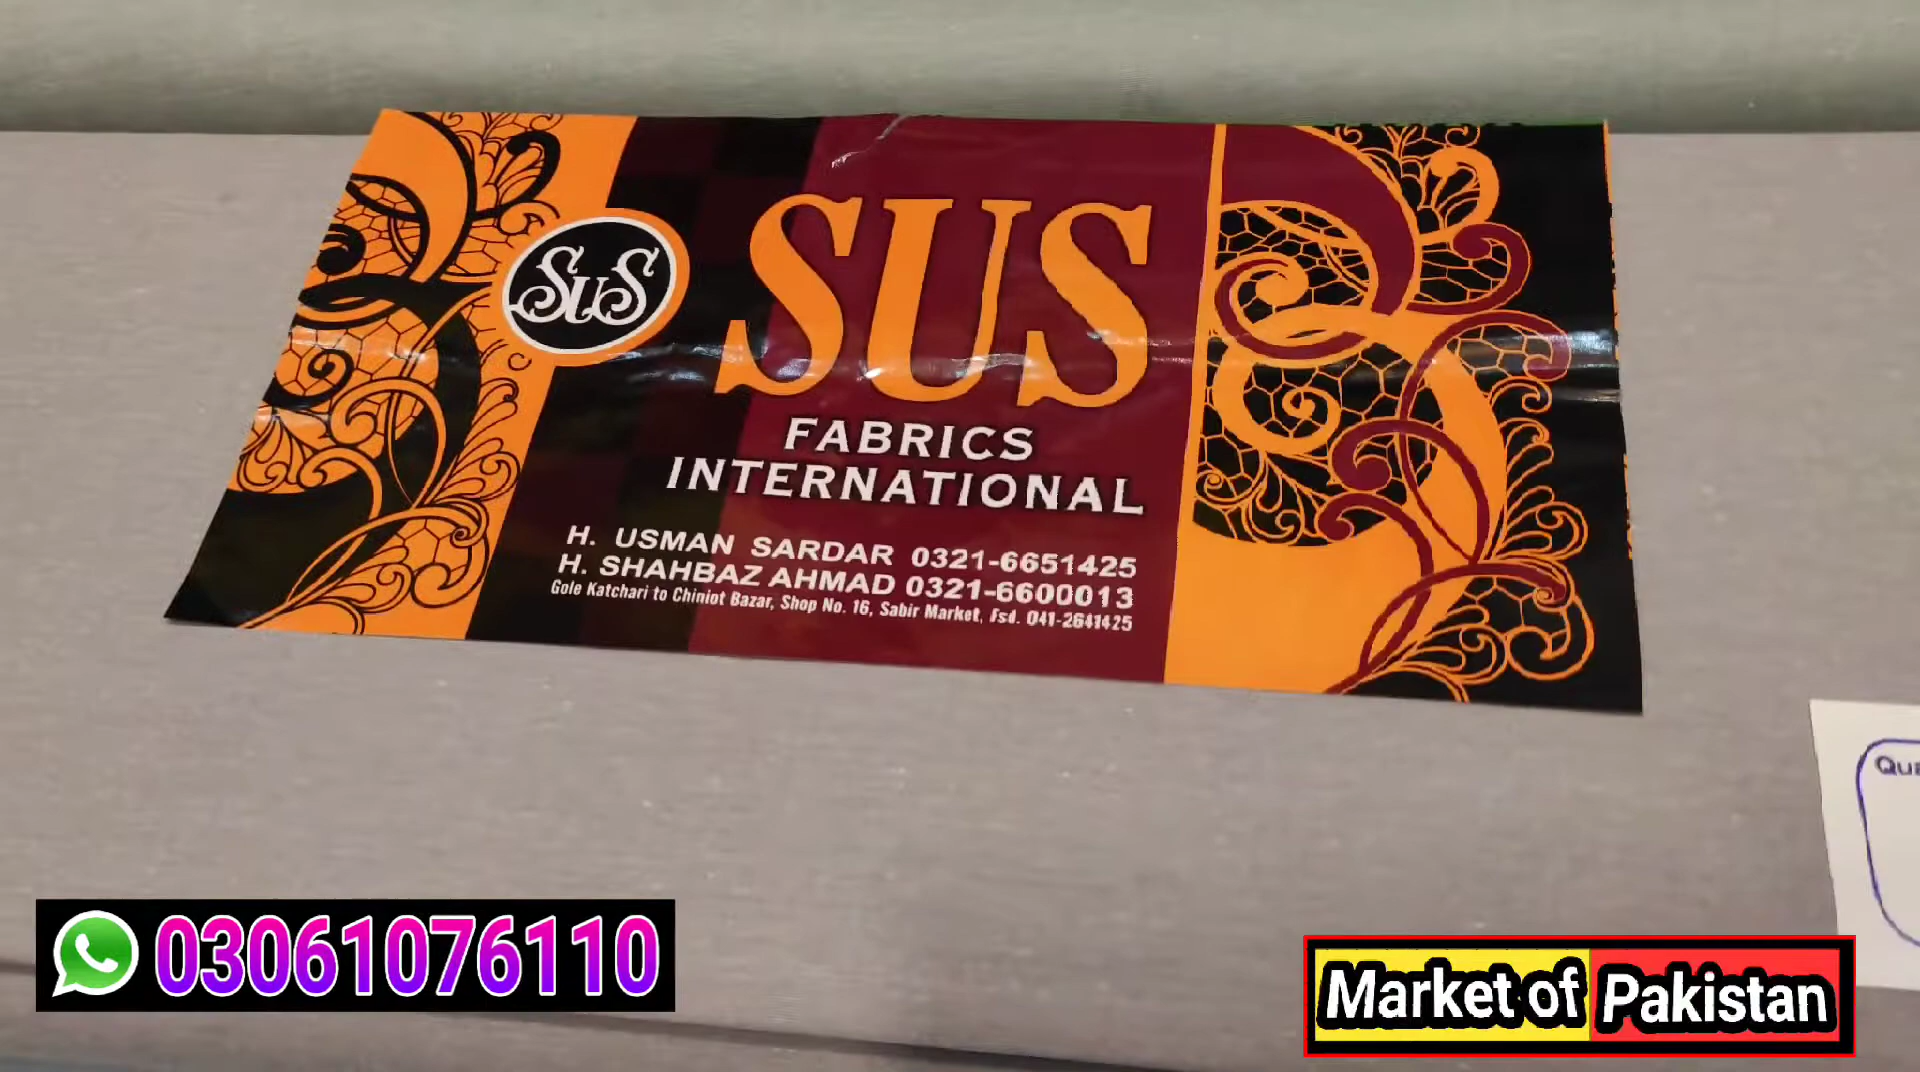 SUS
SUS
FABRICS
INTERNATIONAL
H. USMAN SARDAR 0321-6651425
H. SHAHBAZ AHMAD 0321-6600013
Gole Katchari to Chiniot Bazar, Shop No. 16, Sabir Market, Fsd. 041-2641425
03061076110
Market of Pakistan